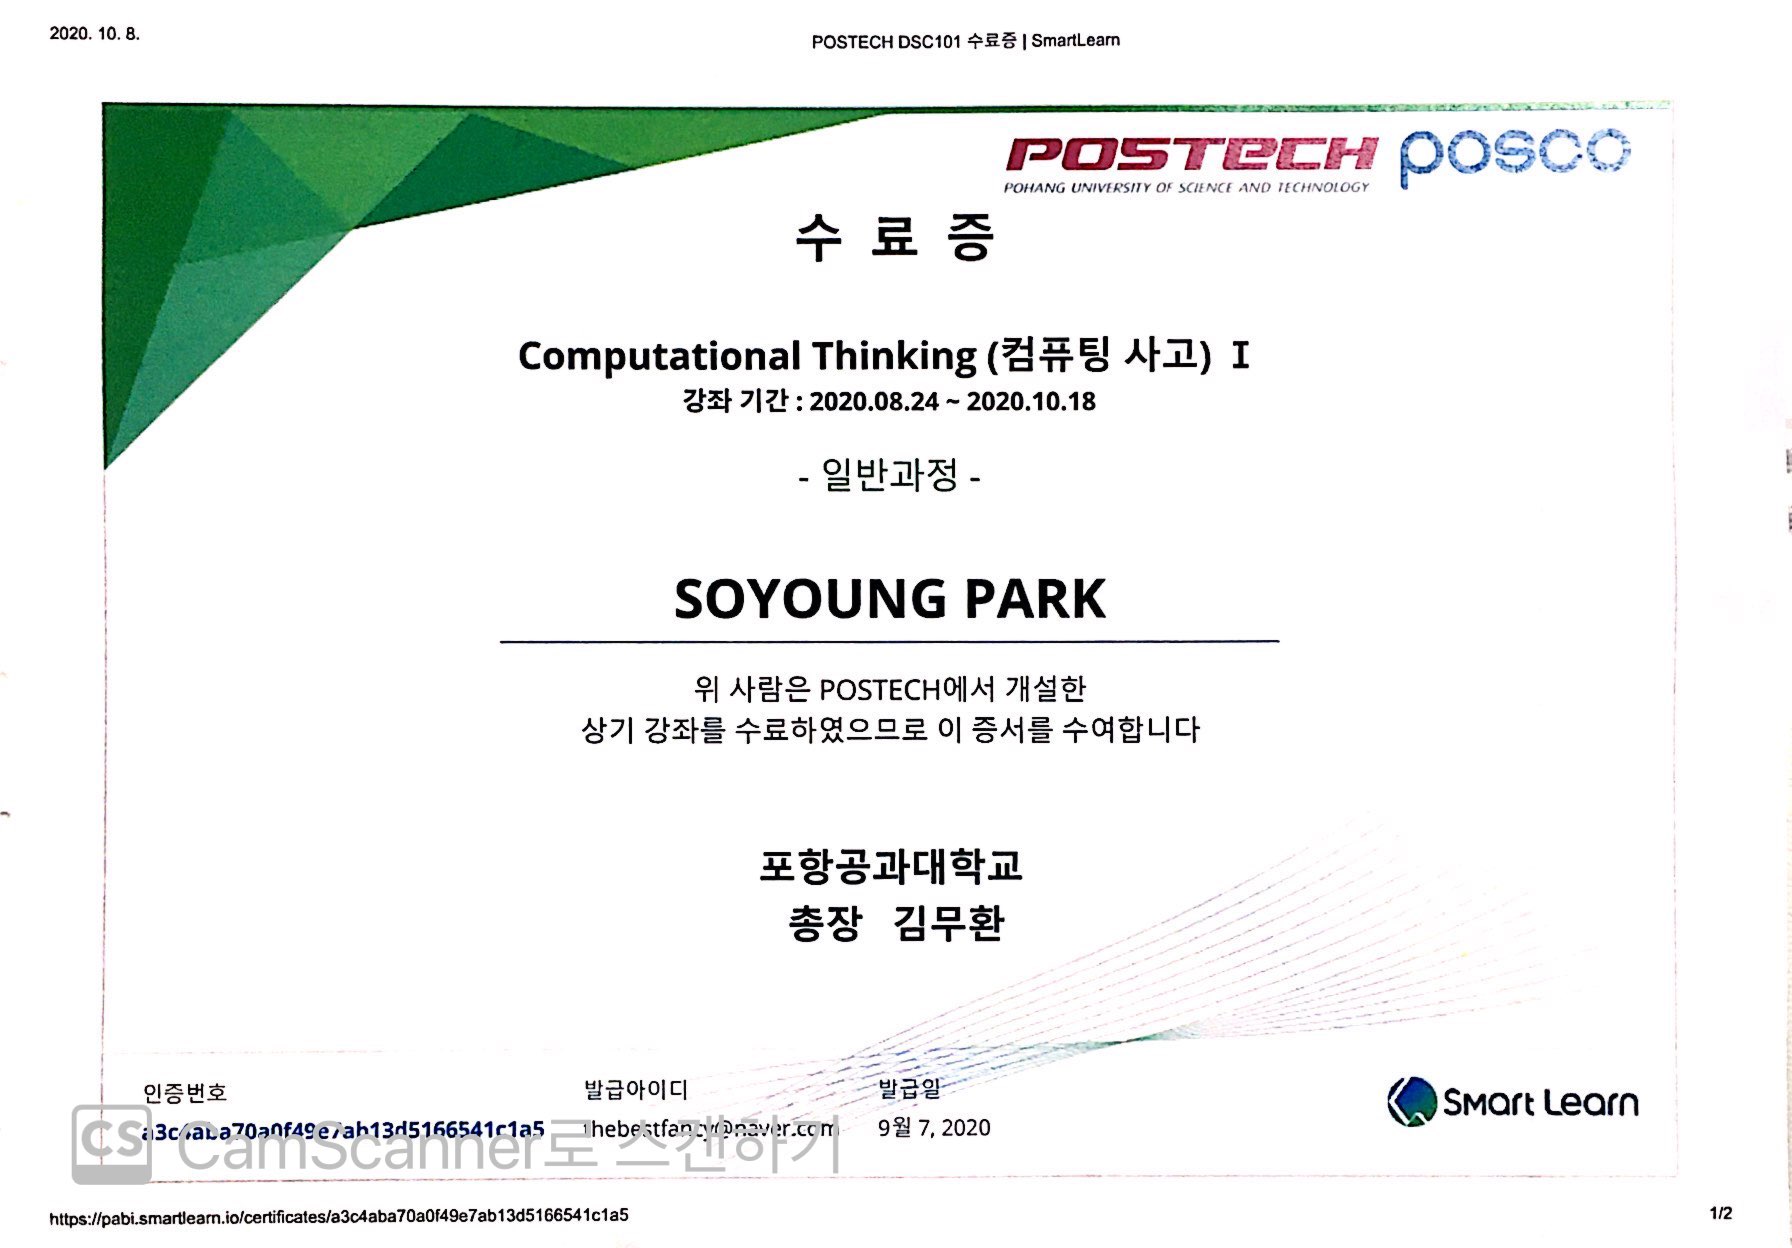 2020. 10. 8.
POSTECH DSC101 수료증 | SmartLearn
POSTECH posco
POHANG UNIVERSITY OF SCIENCE AND TECHNOLOGY
수 료 증
Computational Thinking (컴퓨팅 사고) I
강좌 기간 : 2020.08.24 ~ 2020.10.18
- 일반과정 -
SOYOUNG PARK
위 사람은 POSTECH에서 개설한
상기 강좌를 수료하였으므로 이 증서를 수여합니다
포항공과대학교
총장 김무환
인증번호 발급아이디 발급일
a3c4aba70a0f49e7ab13d5166541c1a5 thebestfancy@naver.com 9월 7, 2020
Smart Learn
CS CamScanner로 스캔하기
https://pabi.smartlearn.io/certificates/a3c4aba70a0f49e7ab13d5166541c1a5
1/2